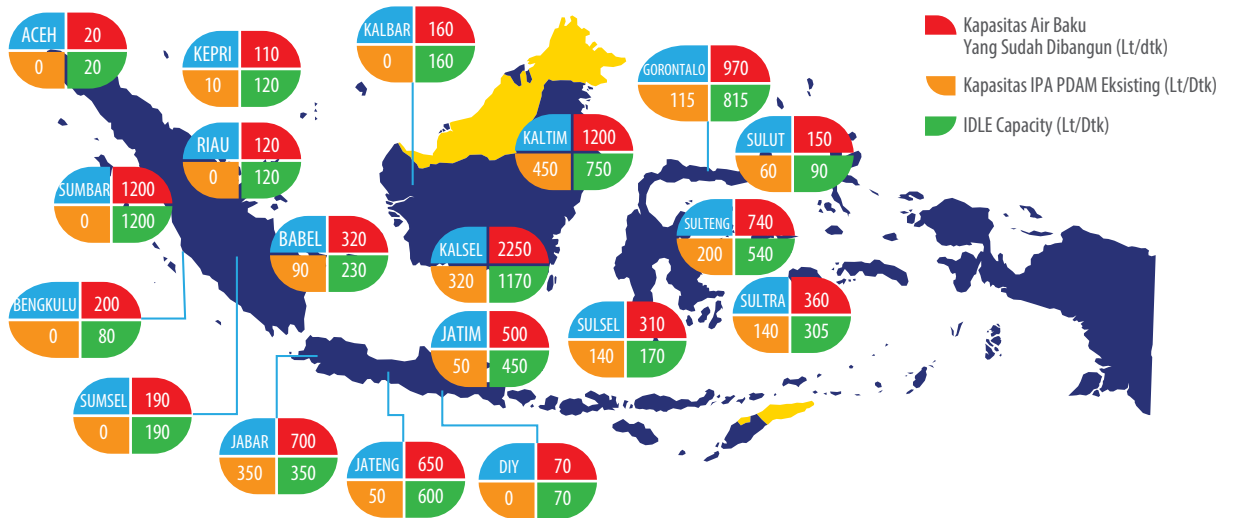 ACEH 20
0 20
KEPRI 110
10 120
KALBAR 160
0 160
GORONTALO 970
115 815
Kapasitas Air Baku
Yang Sudah Dibangun (Lt/dtk)
Kapasitas IPA PDAM Eksisting (Lt/Dtk)
IDLE Capacity (Lt/Dtk)
RIAU 120
0 120
KALTIM 1200
450 750
SULUT 150
60 90
SUMBAR 1200
0 1200
BABEL 320
90 230
KALSEL 2250
320 1170
SULTENG 740
200 540
BENGKULU 200
0 80
JATIM 500
50 450
SULSEL 310
140 170
SULTRA 360
140 305
SUMSEL 190
0 190
JABAR 700
350 350
JATENG 650
50 600
DIY 70
0 70